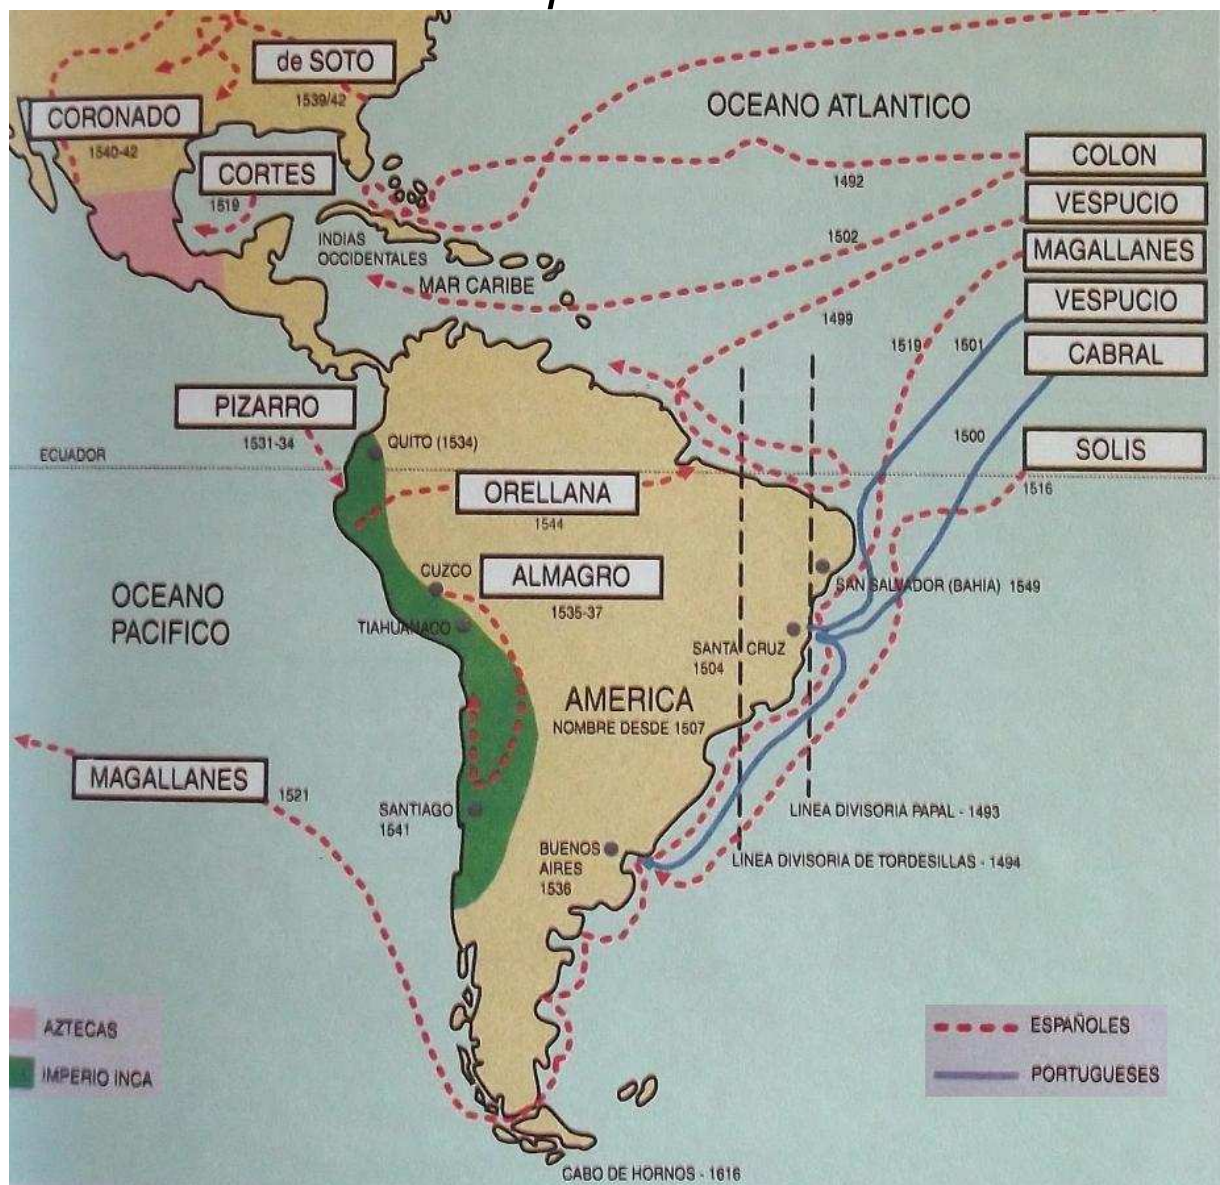 de SOTO
1539/42
CORONADO
1540-42
CORTES
1519
OCEANO ATLANTICO
COLON
1492
VESPUCIO
1502
MAGALLANES
INDIAS
OCCIDENTALES
MAR CARIBE
VESPUCIO
1499
1519
1501
CABRAL
PIZARRO
1531-34
QUITO (1534)
1500
SOLIS
1516
ECUADOR
ORELLANA
1544
CUZCO
ALMAGRO
1535-37
SAN SALVADOR (BAHIA) 1549
OCEANO
PACIFICO
TIAHUANACO
SANTA CRUZ
1504
AMERICA
NOMBRE DESDE 1507
MAGALLANES
1521
SANTIAGO
1541
LINEA DIVISORIA PAPAL - 1493
BUENOS
AIRES
1536
LINEA DIVISORIA DE TORDESILLAS - 1494
AZTECAS
IMPERIO INCA
ESPAÑOLES
PORTUGUESES
CABO DE HORNOS - 1616